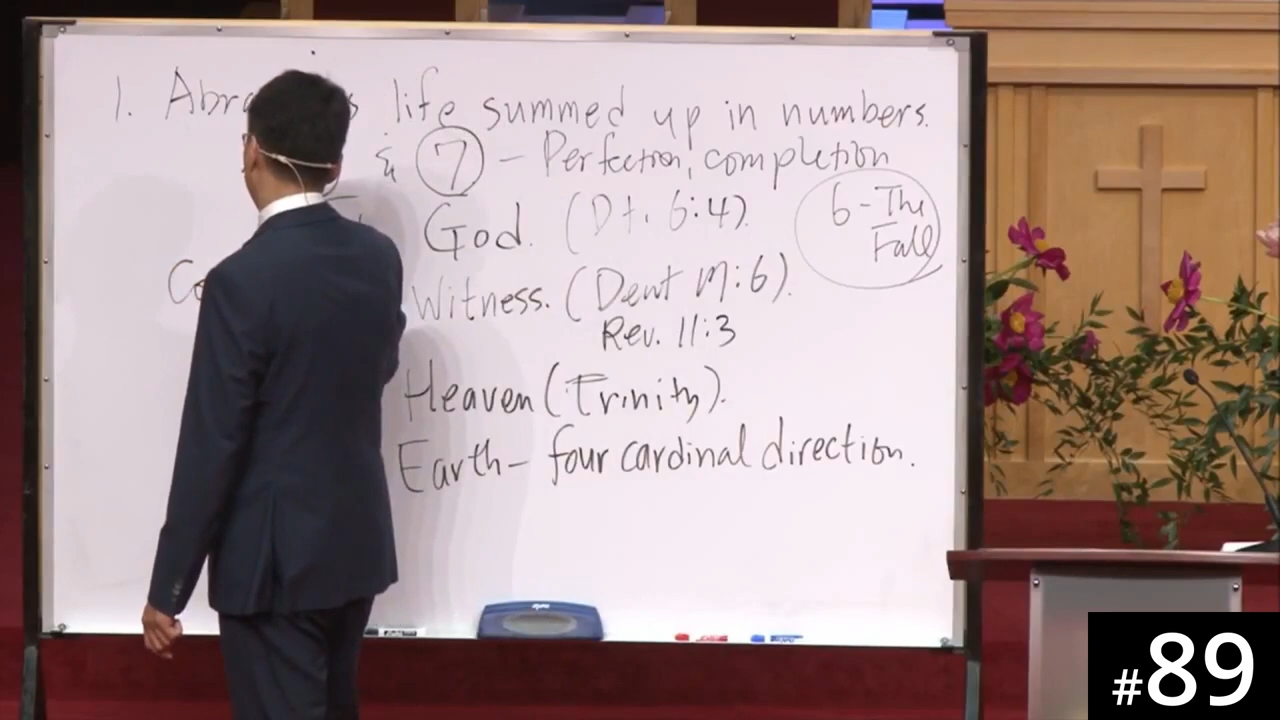 1. Abra s life summed up in numbers.
& 7 - Perfection, completion
God. (Dt. 6:4).
6 - The
Fall
Witness. (Deut 17:6).
Rev. 11:3
Heaven (Trinity).
Earth - four cardinal direction.
#89